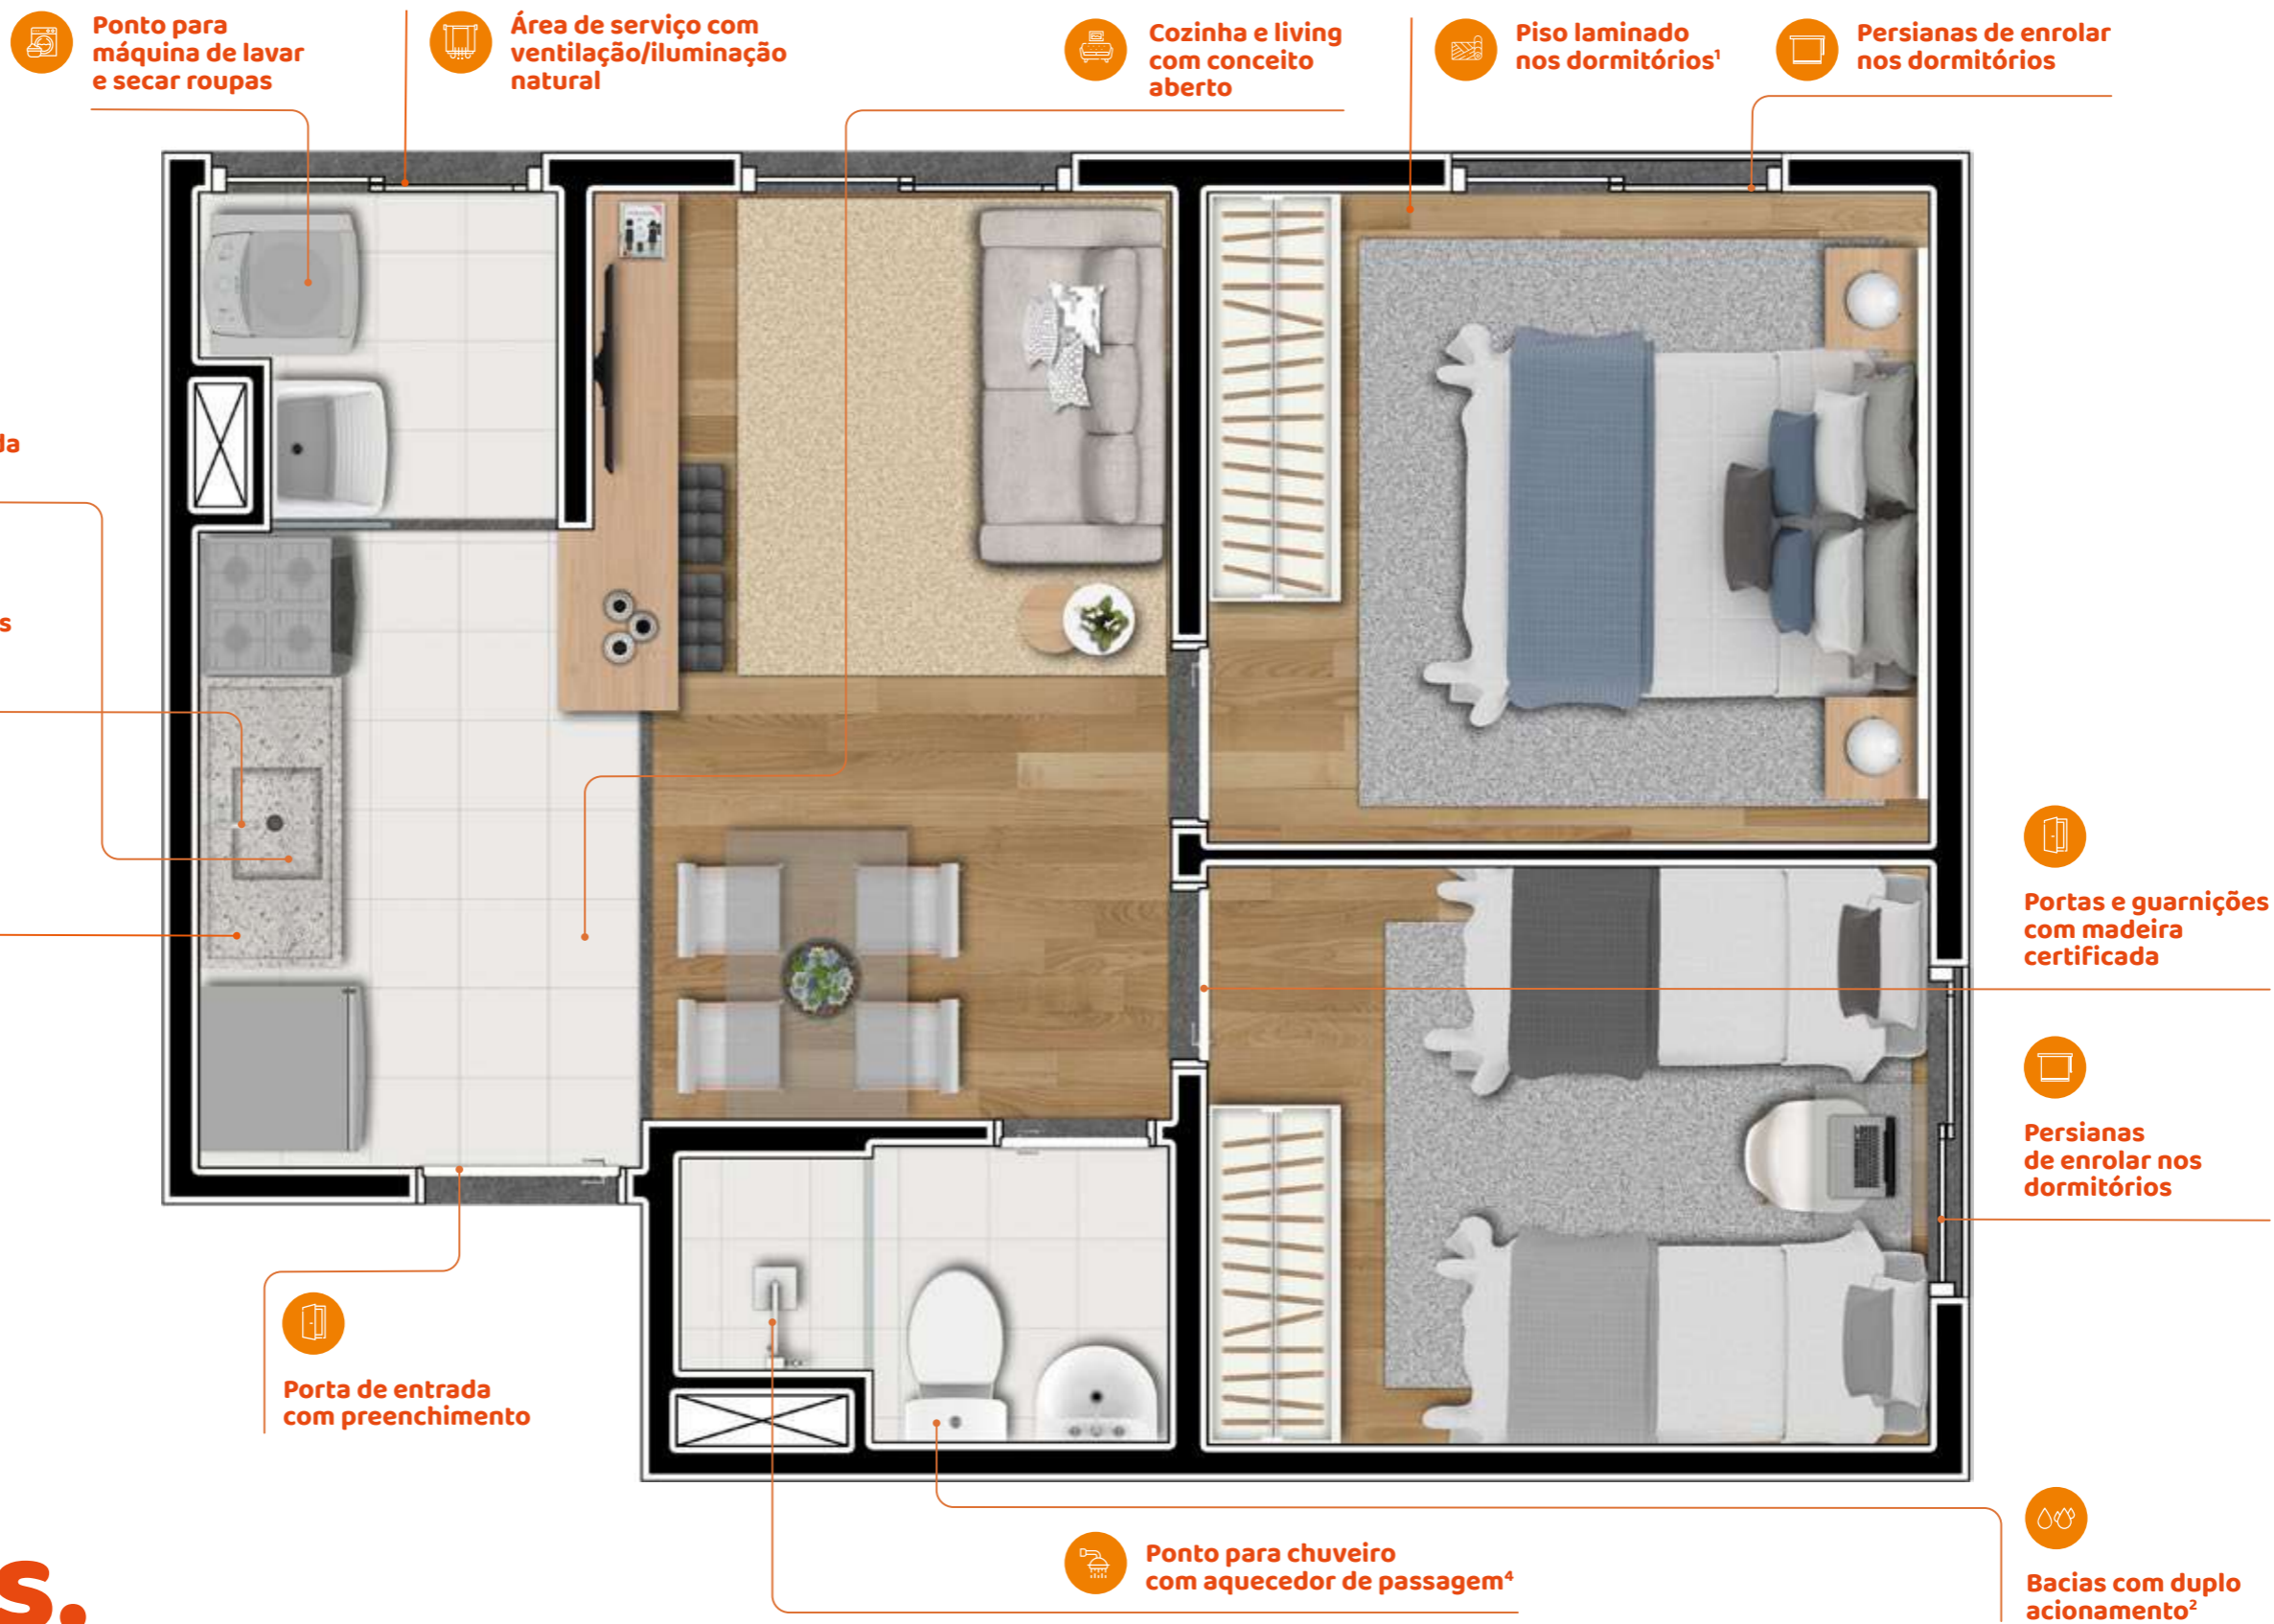 Ponto para
máquina de lavar
e secar roupas
Área de serviço com
ventilação/iluminação
natural
Cozinha e living
com conceito
aberto
Piso laminado
nos dormitórios¹
Persianas de enrolar
nos dormitórios
Portas e guarnições
com madeira
certificada
Persianas
de enrolar nos
dormitórios
Porta de entrada
com preenchimento
Ponto para chuveiro
com aquecedor de passagem⁴
Bacias com duplo
acionamento²